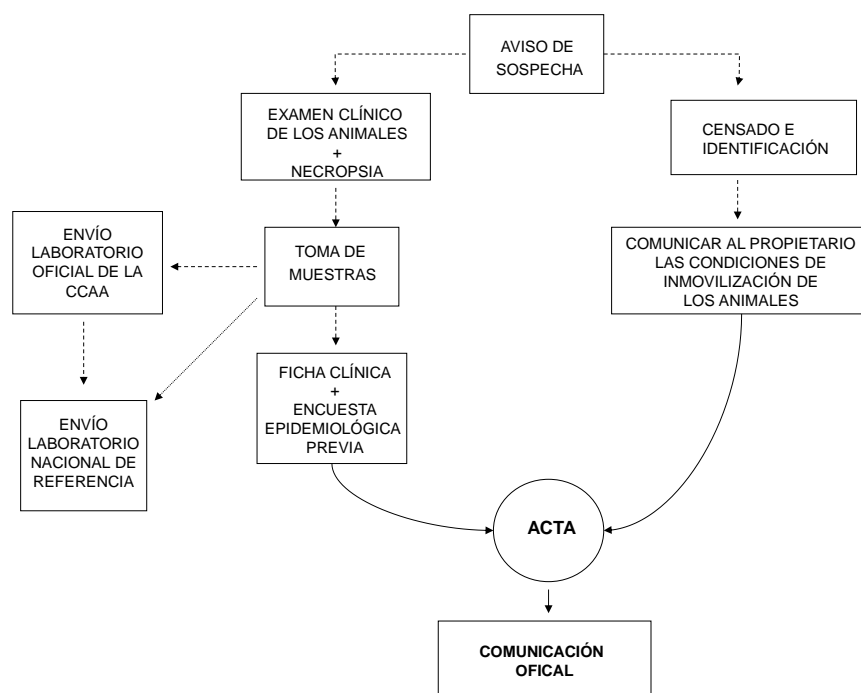 AVISO DE
SOSPECHA
EXAMEN CLÍNICO
DE LOS ANIMALES
+
NECROPSIA
CENSADO E
IDENTIFICACIÓN
ENVÍO
LABORATORIO
OFICIAL DE LA
CCAA
TOMA DE
MUESTRAS
COMUNICAR AL PROPIETARIO
LAS CONDICIONES DE
INMOVILIZACIÓN DE
LOS ANIMALES
FICHA CLÍNICA
+
ENCUESTA
EPIDEMIOLÓGICA
PREVIA
ENVÍO
LABORATORIO
NACIONAL DE
REFERENCIA
ACTA
COMUNICACIÓN
OFICAL